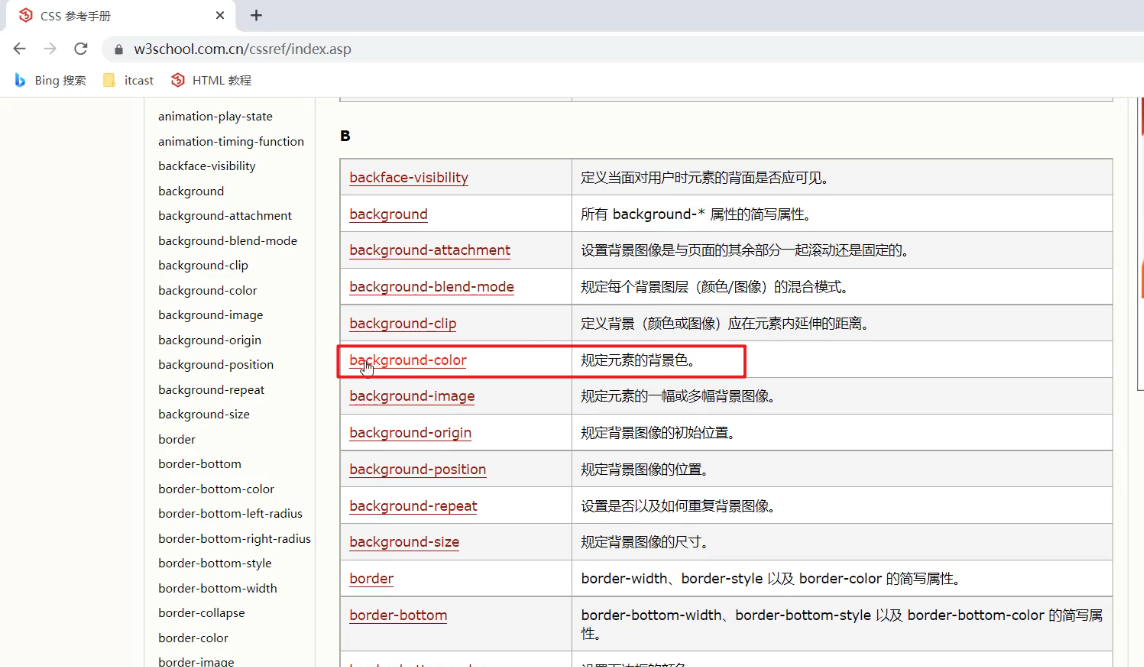 CSS 参考手册
w3school.com.cn/cssref/index.asp
Bing 搜索 itcast HTML 教程
animation-play-state
animation-timing-function
backface-visibility
background
background-attachment
background-blend-mode
background-clip
background-color
background-image
background-origin
background-position
background-repeat
background-size
border
border-bottom
border-bottom-color
border-bottom-left-radius
border-bottom-right-radius
border-bottom-style
border-bottom-width
border-collapse
border-color
border-image
B
backface-visibility 定义当面对用户时元素的背面是否应可见。
background 所有 background-* 属性的简写属性。
background-attachment 设置背景图像是与页面的其余部分一起滚动还是固定的。
background-blend-mode 规定每个背景图层（颜色/图像）的混合模式。
background-clip 定义背景（颜色或图像）应在元素内延伸的距离。
background-color 规定元素的背景色。
background-image 规定元素的一幅或多幅背景图像。
background-origin 规定背景图像的初始位置。
background-position 规定背景图像的位置。
background-repeat 设置是否以及如何重复背景图像。
background-size 规定背景图像的尺寸。
border border-width、border-style 以及 border-color 的简写属性。
border-bottom border-bottom-width、border-bottom-style 以及 border-bottom-color 的简写属
性。